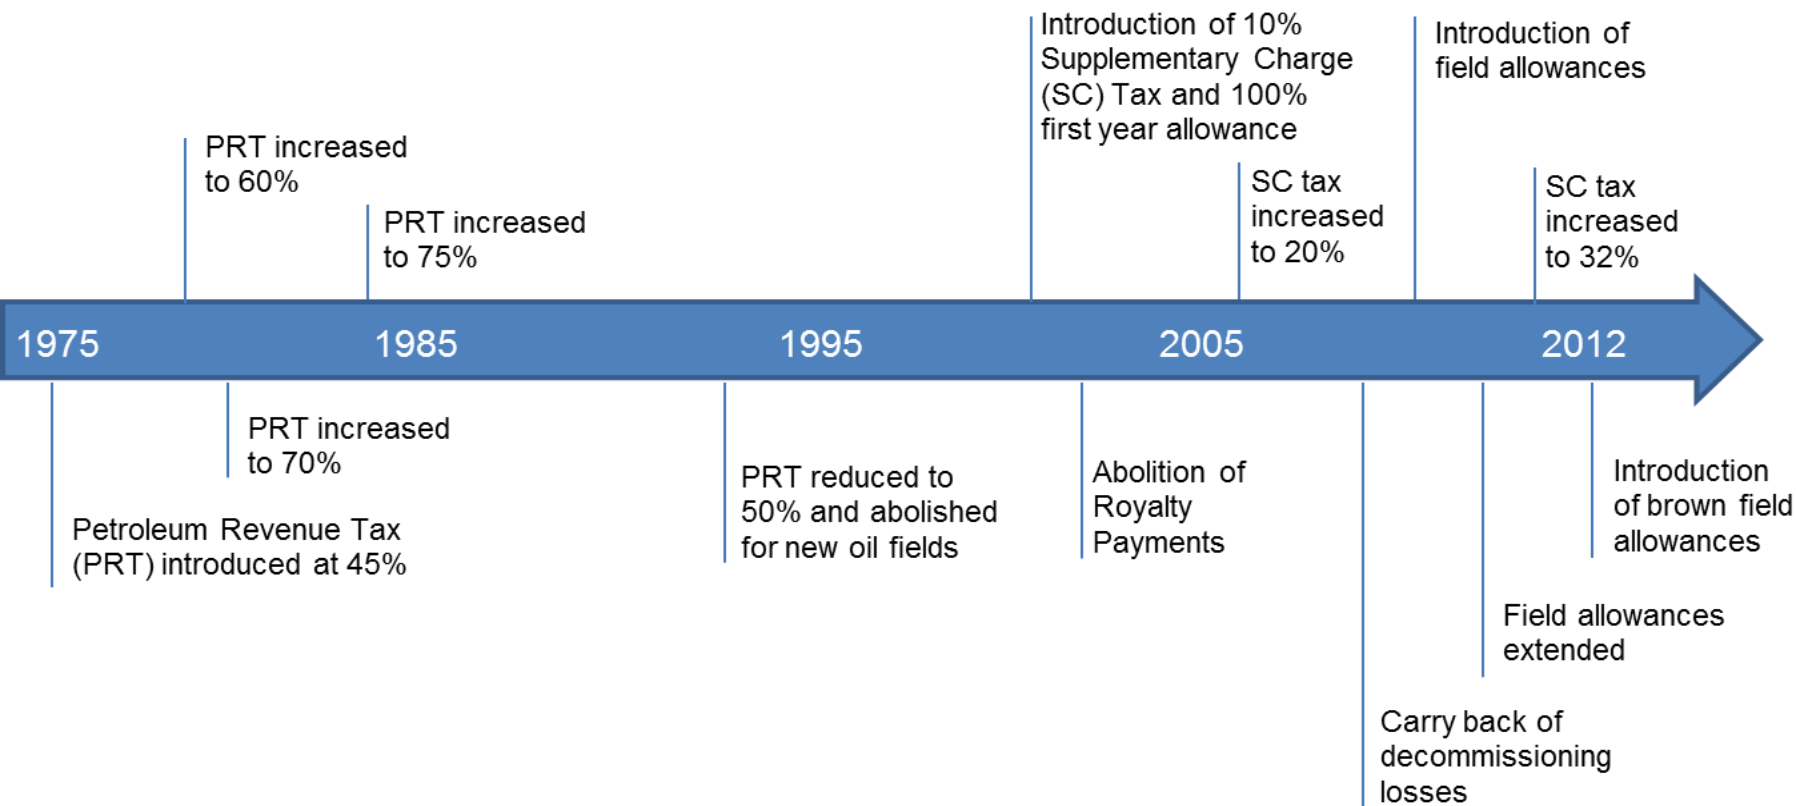 Introduction of 10%
Supplementary Charge
(SC) Tax and 100%
first year allowance
Introduction of
field allowances
PRT increased
to 60%
PRT increased
to 75%
SC tax
increased
to 20%
SC tax
increased
to 32%
1975 1985 1995 2005 2012
PRT increased
to 70%
Petroleum Revenue Tax
(PRT) introduced at 45%
PRT reduced to
50% and abolished
for new oil fields
Abolition of
Royalty
Payments
Introduction
of brown field
allowances
Field allowances
extended
Carry back of
decommissioning
losses